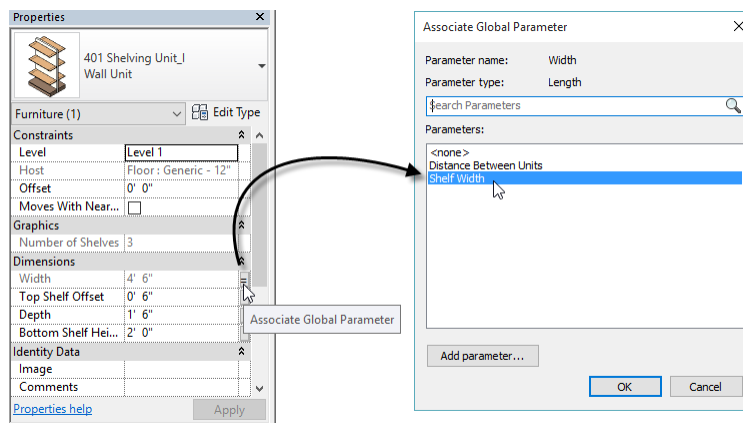 Properties
401 Shelving Unit_I
Wall Unit
Furniture (1)
Edit Type
Constraints
Level Level 1
Host Floor : Generic - 12"
Offset 0' 0"
Moves With Near...
Graphics
Number of Shelves 3
Dimensions
Width 4' 6"
Top Shelf Offset 0' 6"
Depth 1' 6"
Bottom Shelf Hei... 2' 0"
Identity Data
Image
Comments
Properties help
Apply
Associate Global Parameter
Associate Global Parameter
Parameter name: Width
Parameter type: Length
Search Parameters
Parameters:
<none>
Distance Between Units
Shelf Width
Add parameter...
OK
Cancel